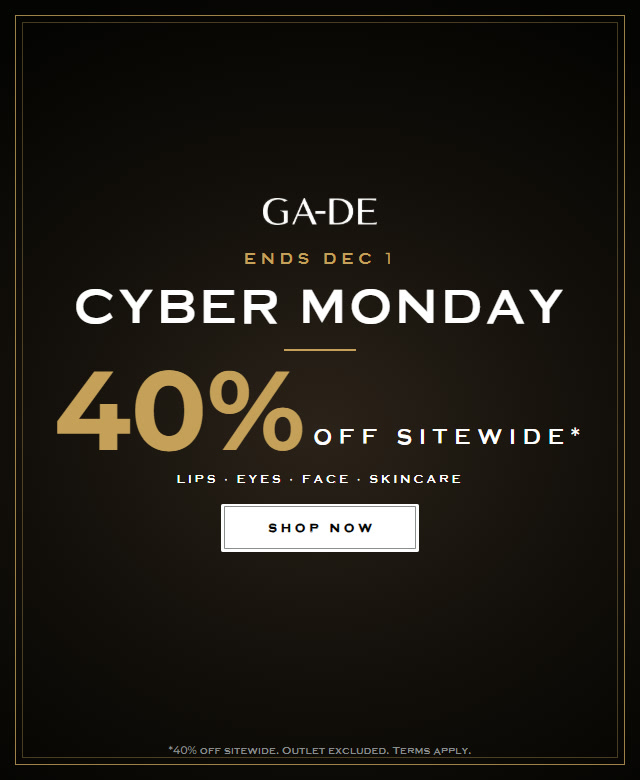 GA-DE
ENDS DEC 1
CYBER MONDAY
40% OFF SITEWIDE*
LIPS · EYES · FACE · SKINCARE
SHOP NOW
*40% OFF SITEWIDE. OUTLET EXCLUDED. TERMS APPLY.